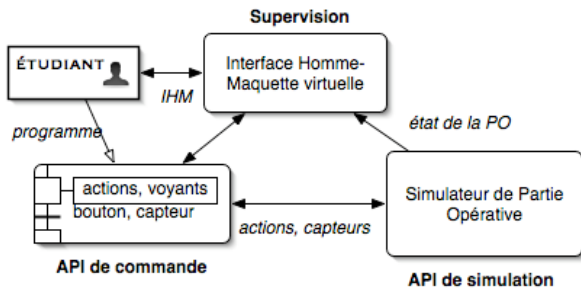 Supervision
ÉTUDIANT
Interface Homme-
Maquette virtuelle
IHM
programme
état de la PO
actions, voyants
bouton, capteur
actions, capteurs
Simulateur de Partie
Opérative
API de commande
API de simulation